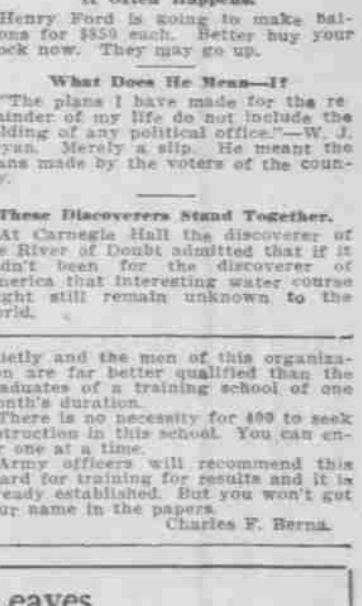 It Often Happens.
Henry Ford is going to make bal-
ons for $850 each. Better buy your
ock now. They may go up.
What Does He Mean—I?
"The plans I have made for the re-
ainder of my life do not include the
lding of any political office."—W. J.
yan. Merely a slip. He meant the
ans made by the voters of the coun-
y.
These Discoverers Stand Together.
At Carnegie Hall the discoverer of
e River of Doubt admitted that if it
dn't been for the discoverer of
merica that interesting water course
ight still remain unknown to the
orld.
ietly and the men of this organiza-
on are far better qualified than the
aduates of a training school of one
onth's duration.
There is no necessity for 400 to seek
struction in this school. You can en-
r one at a time.
Army officers will recommend this
ard for training for results and it is
ready established. But you won't get
ur name in the papers.
Charles F. Berna.
eaves